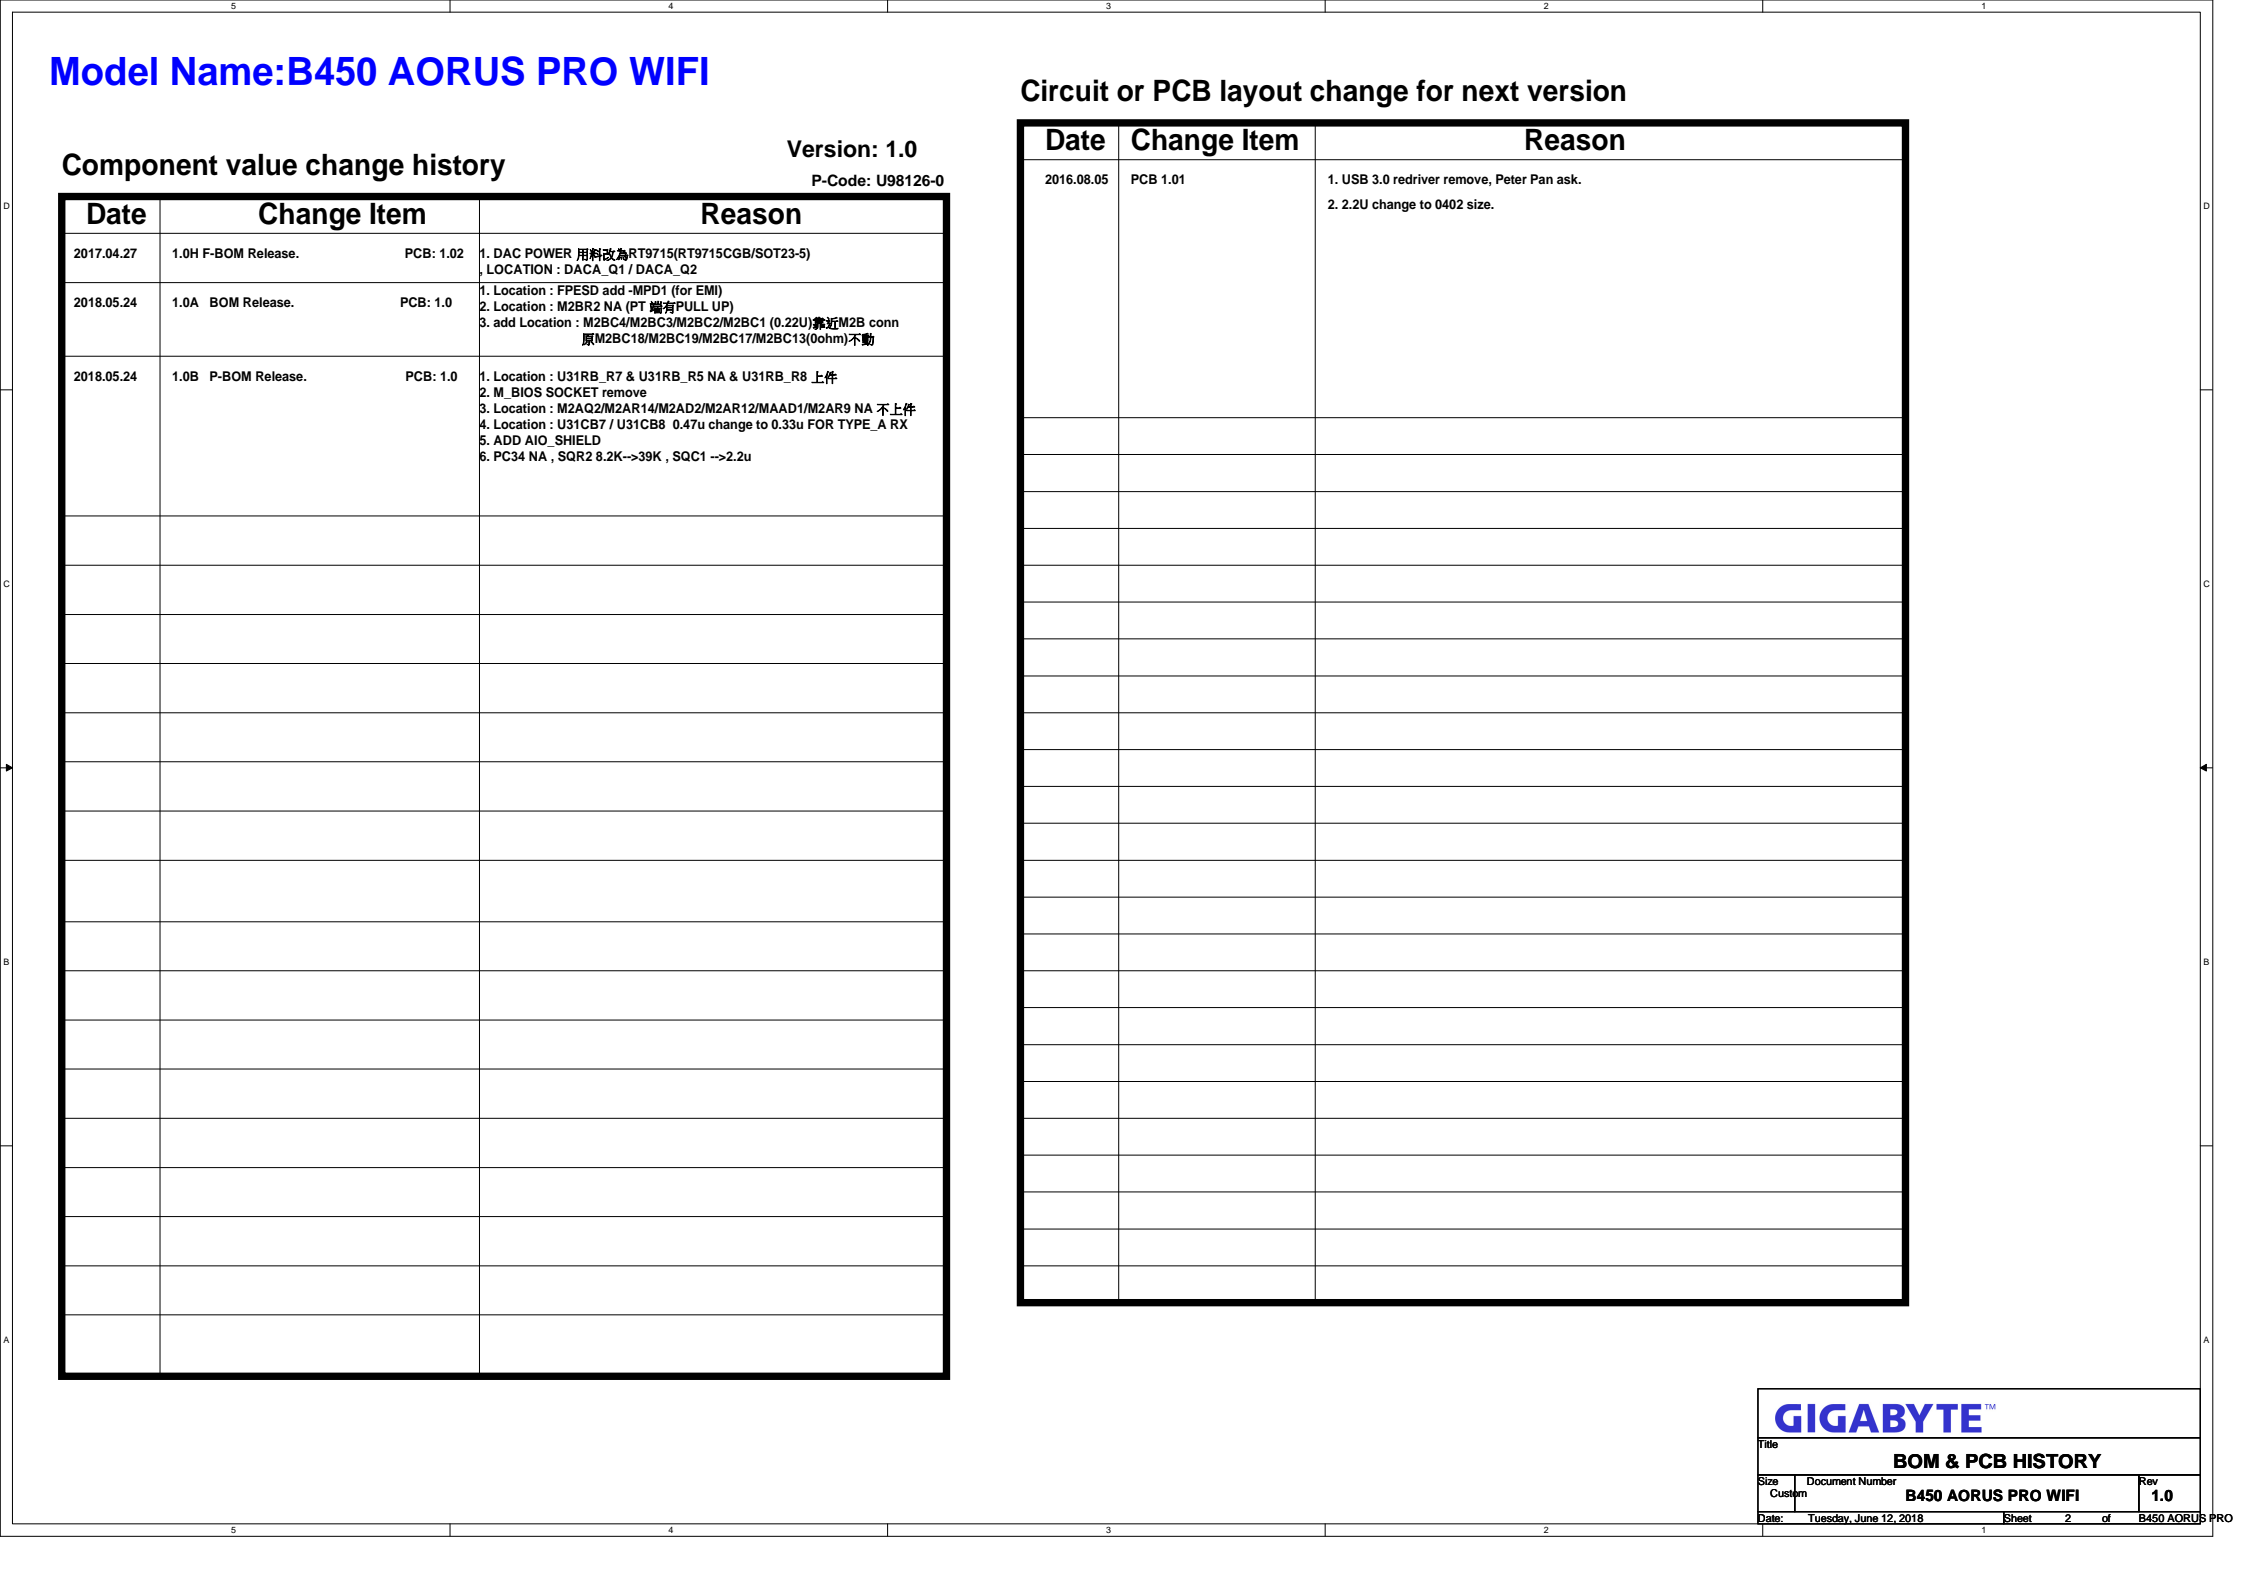 5 4 3 2 1
Model Name:B450 AORUS PRO WIFI
Version: 1.0
P-Code: U98126-0
Component value change history
Date Change Item Reason
2017.04.27 1.0H F-BOM Release. PCB: 1.02 1. DAC POWER 用料改為RT9715(RT9715CGB/SOT23-5)
, LOCATION : DACA_Q1 / DACA_Q2
2018.05.24 1.0A BOM Release. PCB: 1.0 1. Location : FPESD add -MPD1 (for EMI)
2. Location : M2BR2 NA (PT 端有PULL UP)
3. add Location : M2BC4/M2BC3/M2BC2/M2BC1 (0.22U)靠近M2B conn
原M2BC18/M2BC19/M2BC17/M2BC13(0ohm)不動
2018.05.24 1.0B P-BOM Release. PCB: 1.0 1. Location : U31RB_R7 & U31RB_R5 NA & U31RB_R8 上件
2. M_BIOS SOCKET remove
3. Location : M2AQ2/M2AR14/M2AD2/M2AR12/MAAD1/M2AR9 NA 不上件
4. Location : U31CB7 / U31CB8 0.47u change to 0.33u FOR TYPE_A RX
5. ADD AIO_SHIELD
6. PC34 NA , SQR2 8.2K-->39K , SQC1 -->2.2u
Circuit or PCB layout change for next version
Date Change Item Reason
2016.08.05 PCB 1.01 1. USB 3.0 redriver remove, Peter Pan ask.
2. 2.2U change to 0402 size.
D D
C C
B B
A A
GIGABYTE™
Title
BOM & PCB HISTORY
Size Document Number Rev
Custom B450 AORUS PRO WIFI 1.0
Date: Tuesday, June 12, 2018 Sheet 2 of B450 AORUS PRO
5 4 3 2 1